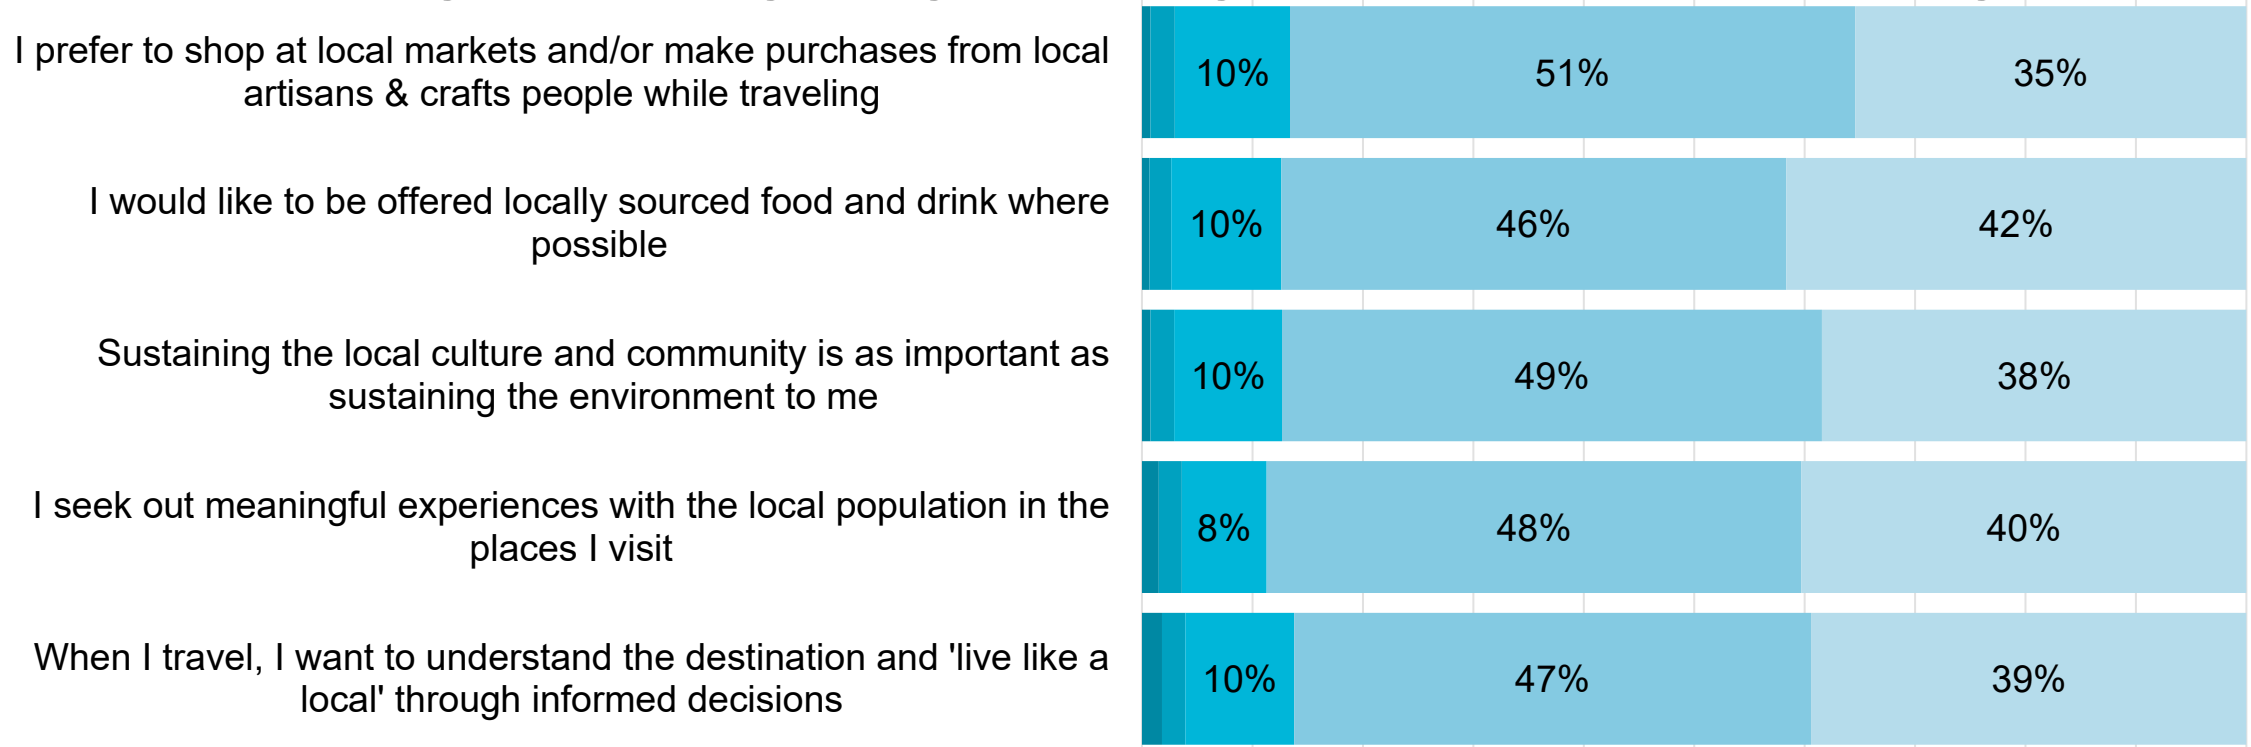 I prefer to shop at local markets and/or make purchases from local
artisans & crafts people while traveling
10% 51% 35%
I would like to be offered locally sourced food and drink where
possible
10% 46% 42%
Sustaining the local culture and community is as important as
sustaining the environment to me
10% 49% 38%
I seek out meaningful experiences with the local population in the
places I visit
8% 48% 40%
When I travel, I want to understand the destination and 'live like a
local' through informed decisions
10% 47% 39%